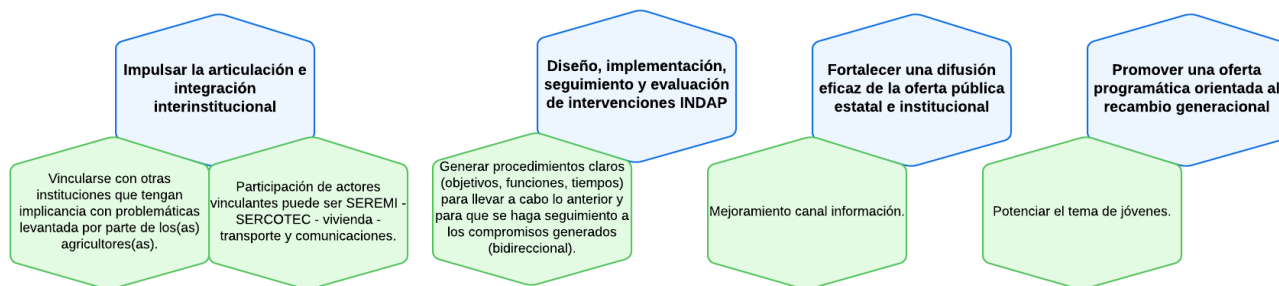 Impulsar la articulación e
integración
interinstitucional
Vincularse con otras
instituciones que tengan
implicancia con problemáticas
levantada por parte de los(as)
agricultores(as).
Participación de actores
vinculantes puede ser SEREMI -
SERCOTEC - vivienda -
transporte y comunicaciones.
Diseño, implementación,
seguimiento y evaluación
de intervenciones INDAP
Generar procedimientos claros
(objetivos, funciones, tiempos)
para llevar a cabo lo anterior y
para que se haga seguimiento a
los compromisos generados
(bidireccional).
Fortalecer una difusión
eficaz de la oferta pública
estatal e institucional
Mejoramiento canal información.
Promover una oferta
programática orientada al
recambio generacional
Potenciar el tema de jóvenes.